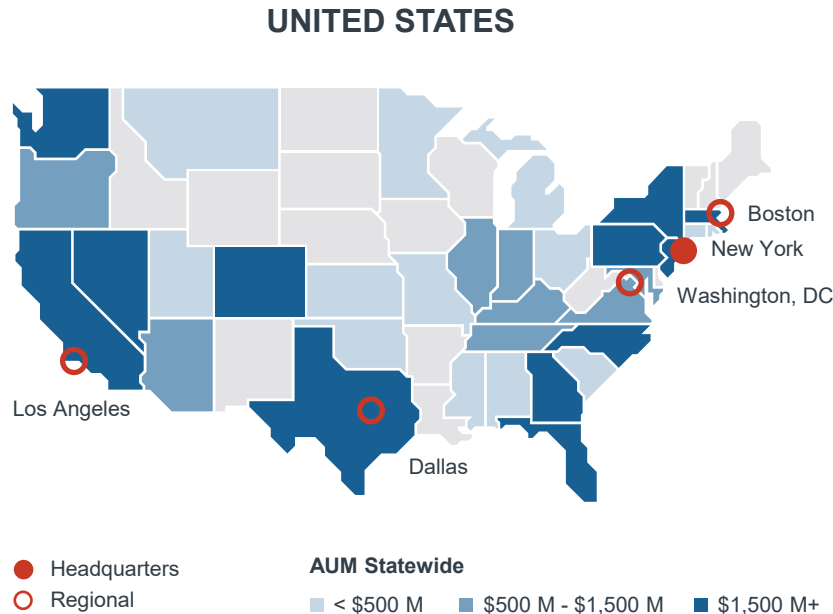 UNITED STATES
Boston
New York
Washington, DC
Los Angeles
Dallas
Headquarters
Regional
AUM Statewide
< $500 M
$500 M - $1,500 M
$1,500 M+